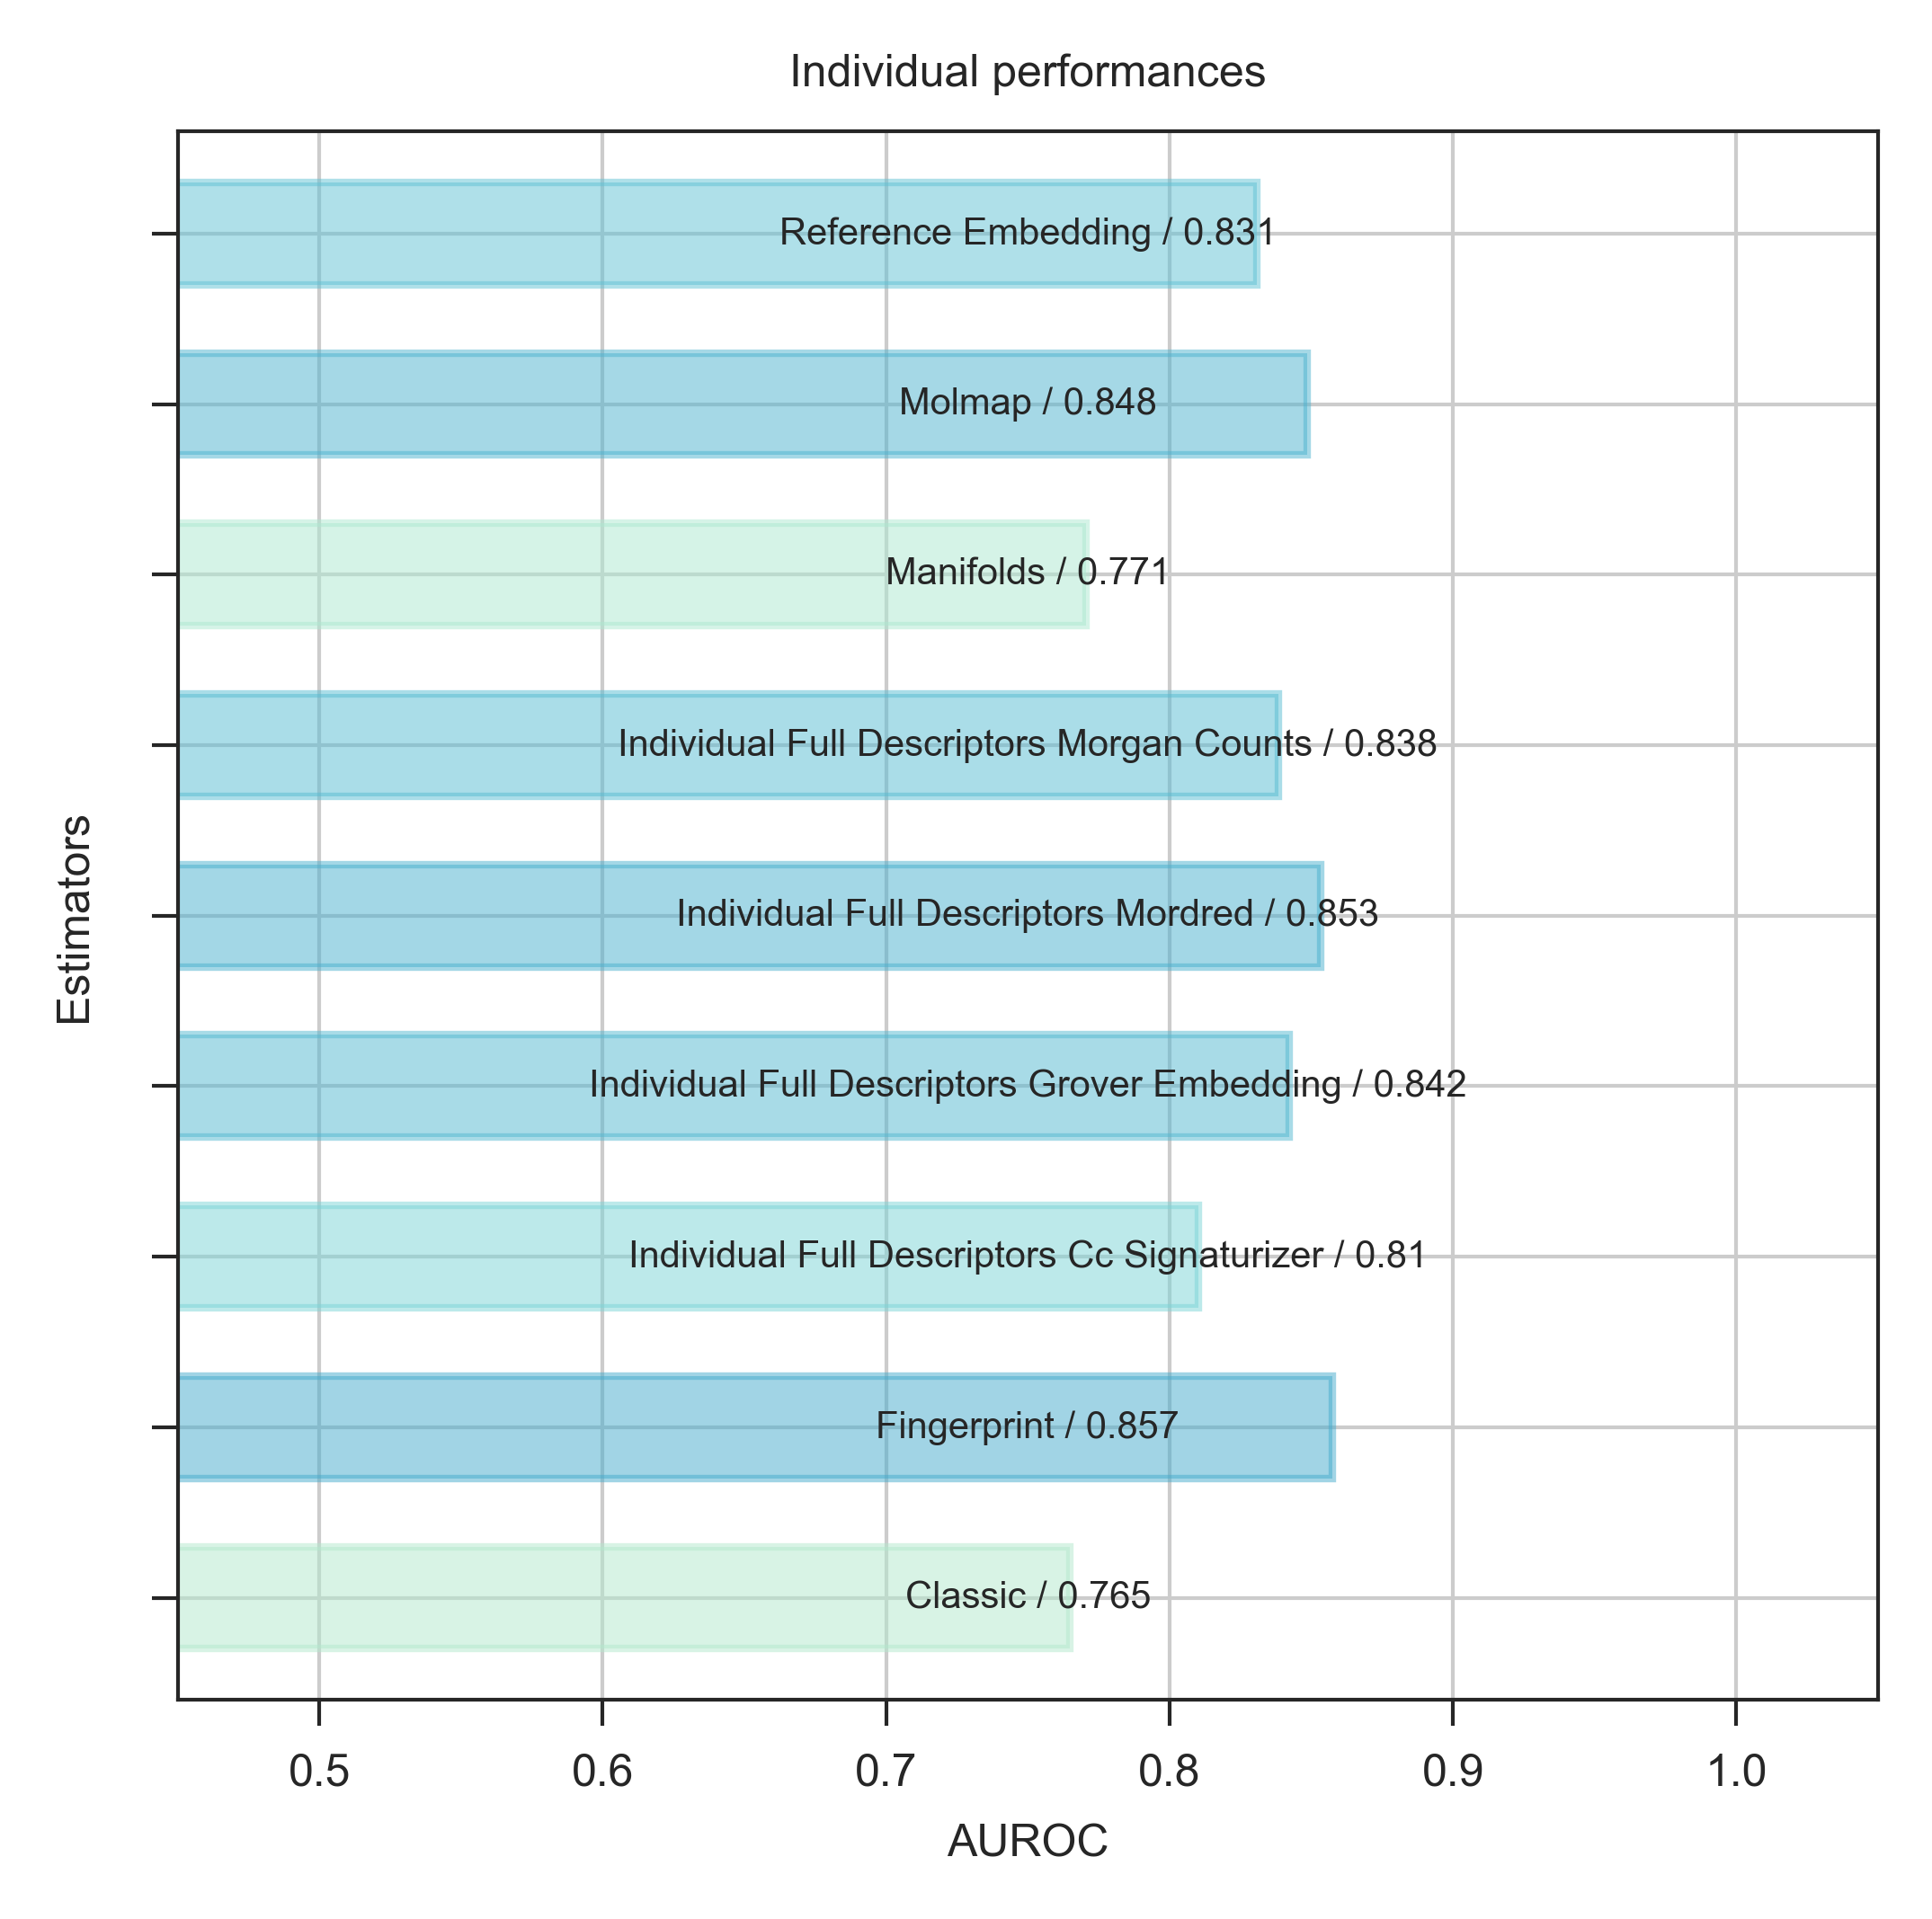 Individual performances
Reference Embedding / 0.831
Molmap / 0.848
Manifolds / 0.771
Individual Full Descriptors Morgan Counts / 0.838
Individual Full Descriptors Mordred / 0.853
Individual Full Descriptors Grover Embedding / 0.842
Individual Full Descriptors Cc Signaturizer / 0.81
Fingerprint / 0.857
Classic / 0.765
Estimators
0.5 0.6 0.7 0.8 0.9 1.0
AUROC